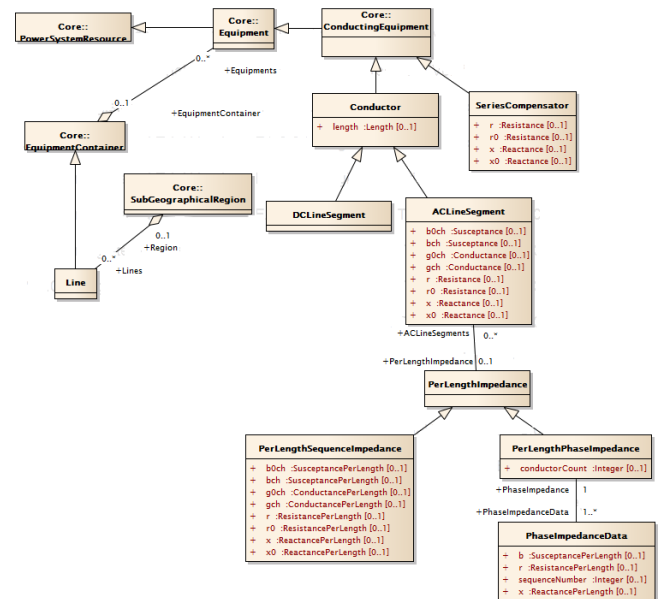 Core::
PowerSystemResource
Core::
Equipment
Core::
ConductingEquipment
0..*
+Equipments
0..1
+EquipmentContainer
Core::
EquipmentContainer
Conductor
+ length :Length [0..1]
SeriesCompensator
+ r :Resistance [0..1]
+ r0 :Resistance [0..1]
+ x :Reactance [0..1]
+ x0 :Reactance [0..1]
Core::
SubGeographicalRegion
0..1
+Region
0..*
+Lines
Line
DCLineSegment
ACLineSegment
+ b0ch :Susceptance [0..1]
+ bch :Susceptance [0..1]
+ g0ch :Conductance [0..1]
+ gch :Conductance [0..1]
+ r :Resistance [0..1]
+ r0 :Resistance [0..1]
+ x :Reactance [0..1]
+ x0 :Reactance [0..1]
+ACLineSegments 0..*
+PerLengthImpedance 0..1
PerLengthImpedance
PerLengthSequenceImpedance
+ b0ch :SusceptancePerLength [0..1]
+ bch :SusceptancePerLength [0..1]
+ g0ch :ConductancePerLength [0..1]
+ gch :ConductancePerLength [0..1]
+ r :ResistancePerLength [0..1]
+ r0 :ResistancePerLength [0..1]
+ x :ReactancePerLength [0..1]
+ x0 :ReactancePerLength [0..1]
PerLengthPhaseImpedance
+ conductorCount :Integer [0..1]
+PhaseImpedance 1
+PhaseImpedanceData 1..*
PhaseImpedanceData
+ b :SusceptancePerLength [0..1]
+ r :ResistancePerLength [0..1]
+ sequenceNumber :Integer [0..1]
+ x :ReactancePerLength [0..1]